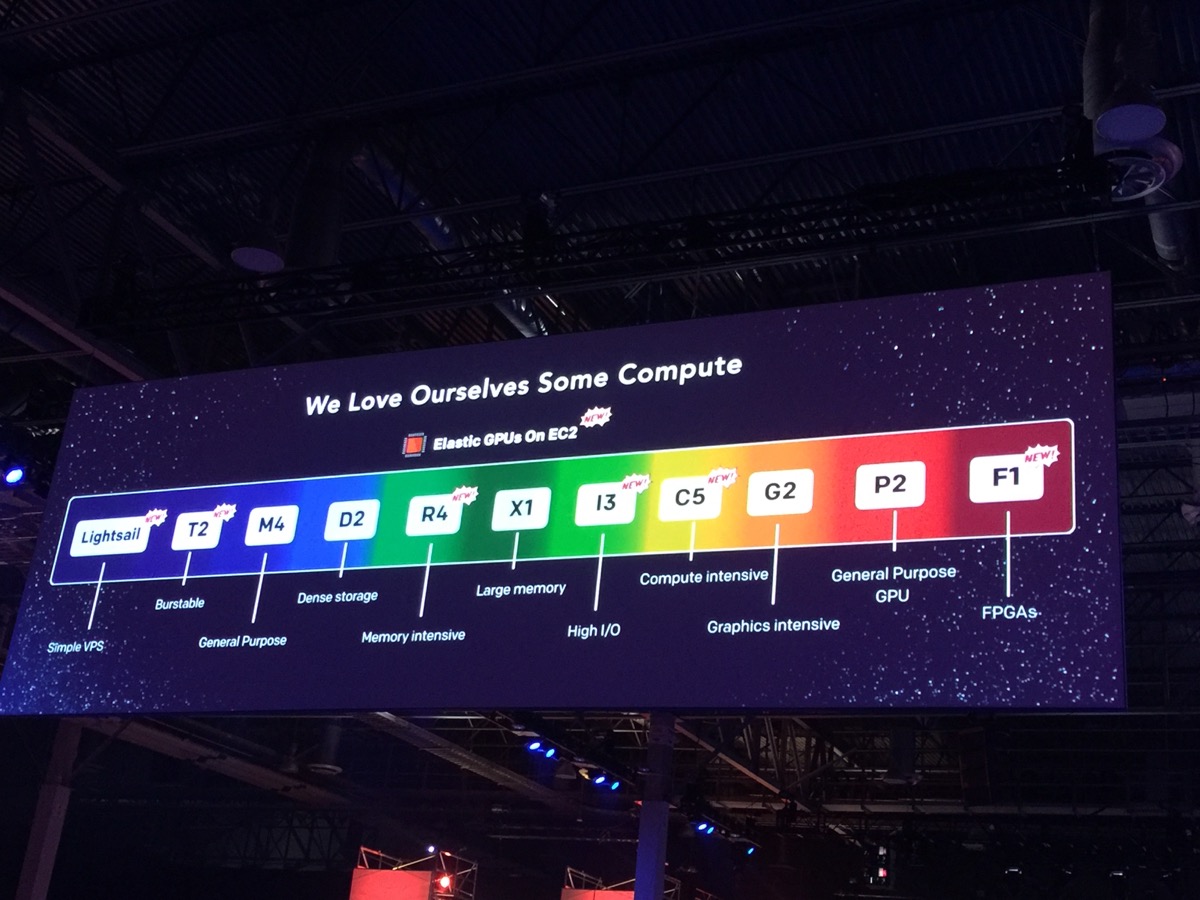 We Love Ourselves Some Compute
Elastic GPUs On EC2 NEW!
Lightsail NEW!
T2 NEW!
M4
D2
R4 NEW!
X1
I3 NEW!
C5 NEW!
G2
P2
F1 NEW!
Simple VPS
Burstable
General Purpose
Dense storage
Memory intensive
Large memory
High I/O
Compute intensive
Graphics intensive
General Purpose
GPU
FPGAs